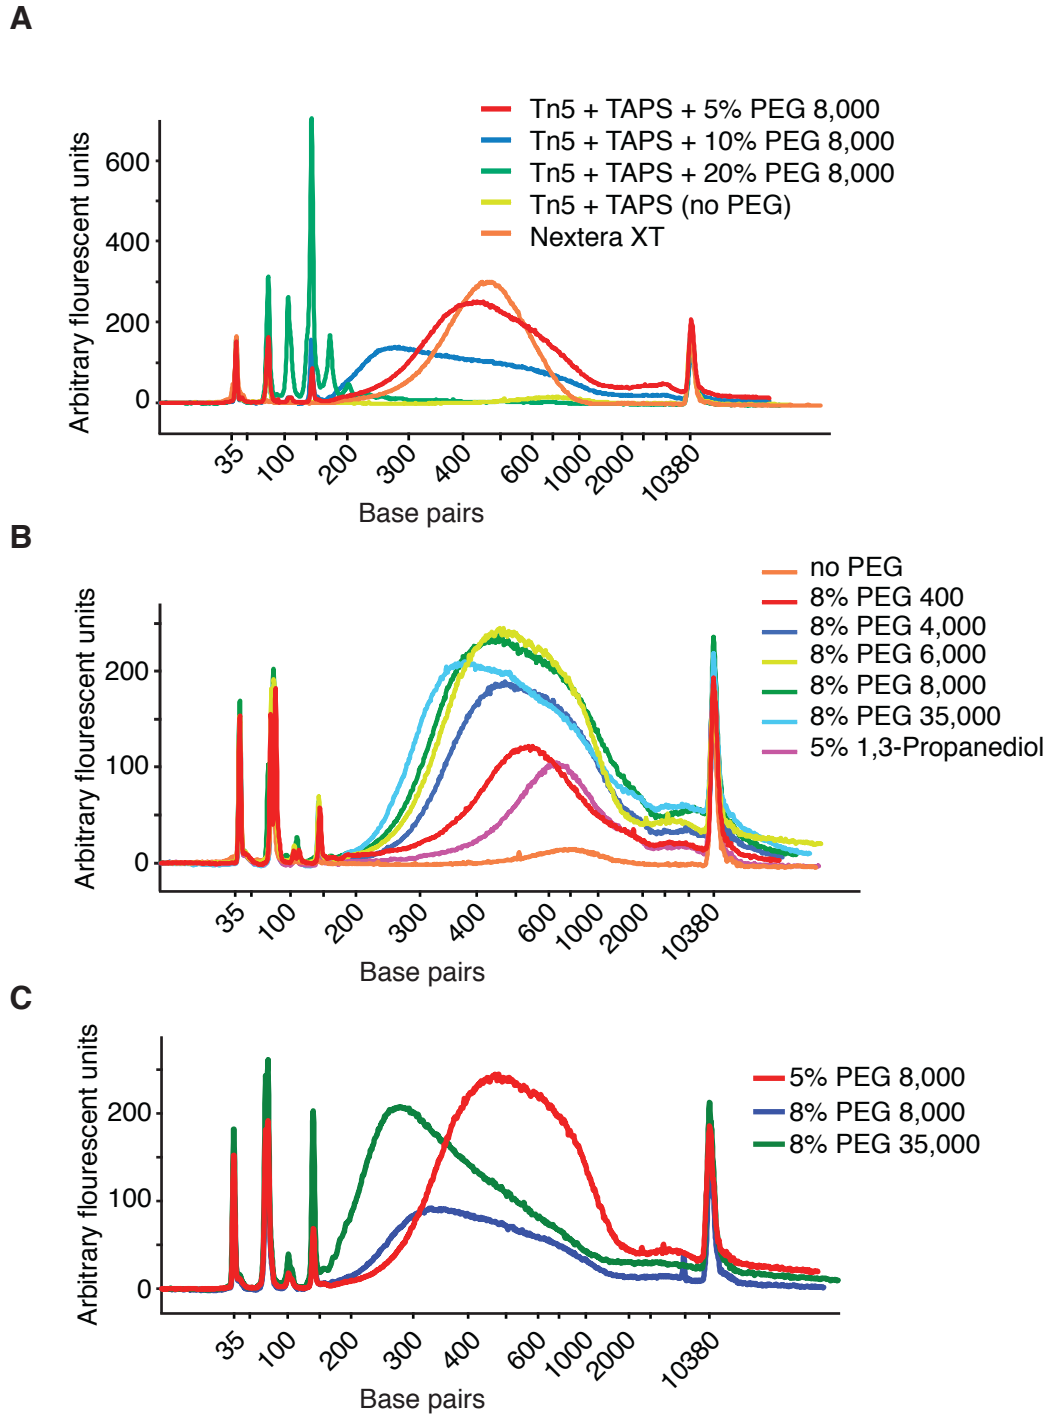 A
Arbitrary flourescent units
600
400
200
0
Tn5 + TAPS + 5% PEG 8,000
Tn5 + TAPS + 10% PEG 8,000
Tn5 + TAPS + 20% PEG 8,000
Tn5 + TAPS (no PEG)
Nextera XT
35 100 200 300 400 600 1000 2000 10380
Base pairs
B
Arbitrary flourescent units
200
100
0
no PEG
8% PEG 400
8% PEG 4,000
8% PEG 6,000
8% PEG 8,000
8% PEG 35,000
5% 1,3-Propanediol
35 100 200 300 400 600 1000 2000 10380
Base pairs
C
Arbitrary flourescent units
200
100
0
5% PEG 8,000
8% PEG 8,000
8% PEG 35,000
35 100 200 300 400 600 1000 2000 10380
Base pairs